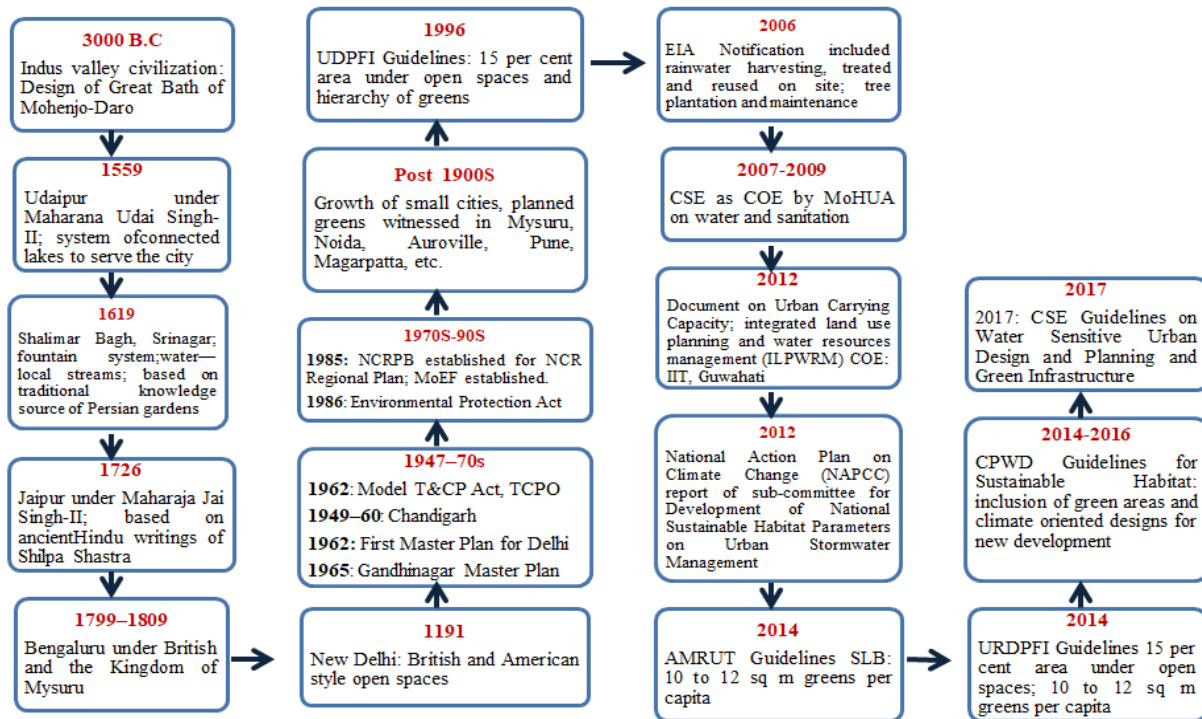 3000 B.C
Indus valley civilization:
Design of Great Bath of
Mohenjo-Daro
1559
Udaipur under
Maharana Udai Singh-
II; system ofconnected
lakes to serve the city
1619
Shalimar Bagh, Srinagar;
fountain system;water—
local streams; based on
traditional knowledge
source of Persian gardens
1726
Jaipur under Maharaja Jai
Singh-II; based on
ancientHindu writings of
Shilpa Shastra
1799–1809
Bengaluru under British
and the Kingdom of
Mysuru
1191
New Delhi: British and American
style open spaces
1947–70s
1962: Model T&CP Act, TCPO
1949–60: Chandigarh
1962: First Master Plan for Delhi
1965: Gandhinagar Master Plan
1970S-90S
1985: NCRPB established for NCR
Regional Plan; MoEF established.
1986: Environmental Protection Act
Post 1900S
Growth of small cities, planned
greens witnessed in Mysuru,
Noida, Auroville, Pune,
Magarpatta, etc.
1996
UDPFI Guidelines: 15 per cent
area under open spaces and
hierarchy of greens
2006
EIA Notification included
rainwater harvesting, treated
and reused on site; tree
plantation and maintenance
2007-2009
CSE as COE by MoHUA
on water and sanitation
2012
Document on Urban Carrying
Capacity; integrated land use
planning and water resources
management (ILPWRM) COE:
IIT, Guwahati
2012
National Action Plan on
Climate Change (NAPCC)
report of sub-committee for
Development of National
Sustainable Habitat Parameters
on Urban Stormwater
Management
2014
AMRUT Guidelines SLB:
10 to 12 sq m greens per
capita
2014
URDPFI Guidelines 15 per
cent area under open
spaces; 10 to 12 sq m
greens per capita
2014-2016
CPWD Guidelines for
Sustainable Habitat:
inclusion of green areas and
climate oriented designs for
new development
2017
2017: CSE Guidelines on
Water Sensitive Urban
Design and Planning and
Green Infrastructure